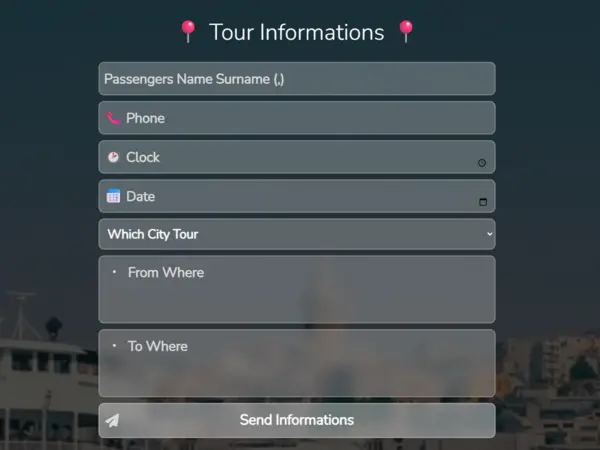 📍 Tour Informations 📍
Passengers Name Surname (,)
📞 Phone
🕑 Clock
📅 Date
Which City Tour
• From Where
• To Where
Send Informations